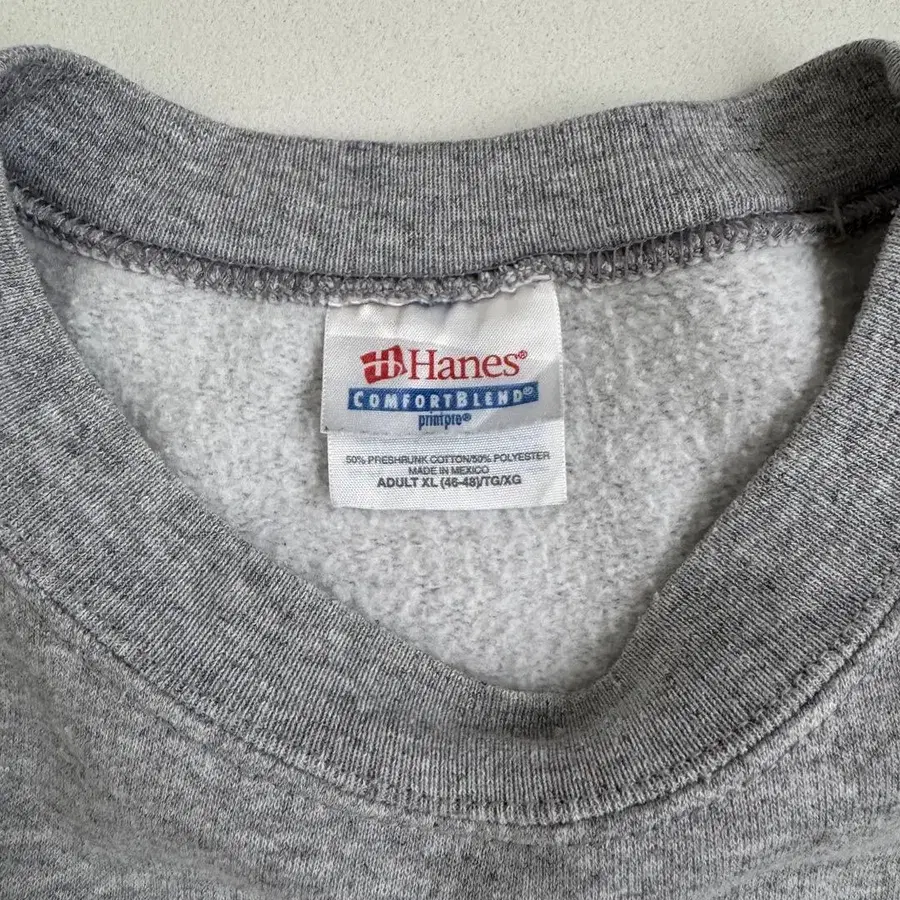 Hanes®
COMFORTBLEND®
printpro®
50% PRESHRUNK COTTON/50% POLYESTER
MADE IN MEXICO
ADULT XL (46-48)/TG/XG